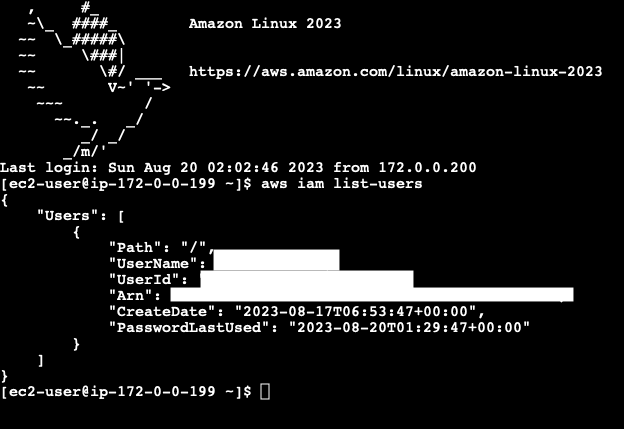 ,     #_
   ~\_  ####_        Amazon Linux 2023
  ~~  \_#####\
  ~~     \###|
  ~~       \#/ ___   https://aws.amazon.com/linux/amazon-linux-2023
   ~~       V~' '->
    ~~~         /
      ~~._.   _/
         _/ _/
       _/m/'
Last login: Sun Aug 20 02:02:46 2023 from 172.0.0.200
[ec2-user@ip-172-0-0-199 ~]$ aws iam list-users
{
    "Users": [
        {
            "Path": "/",
            "UserName":
            "UserId": "
            "Arn":
            "CreateDate": "2023-08-17T06:53:47+00:00",
            "PasswordLastUsed": "2023-08-20T01:29:47+00:00"
        }
    ]
}
[ec2-user@ip-172-0-0-199 ~]$